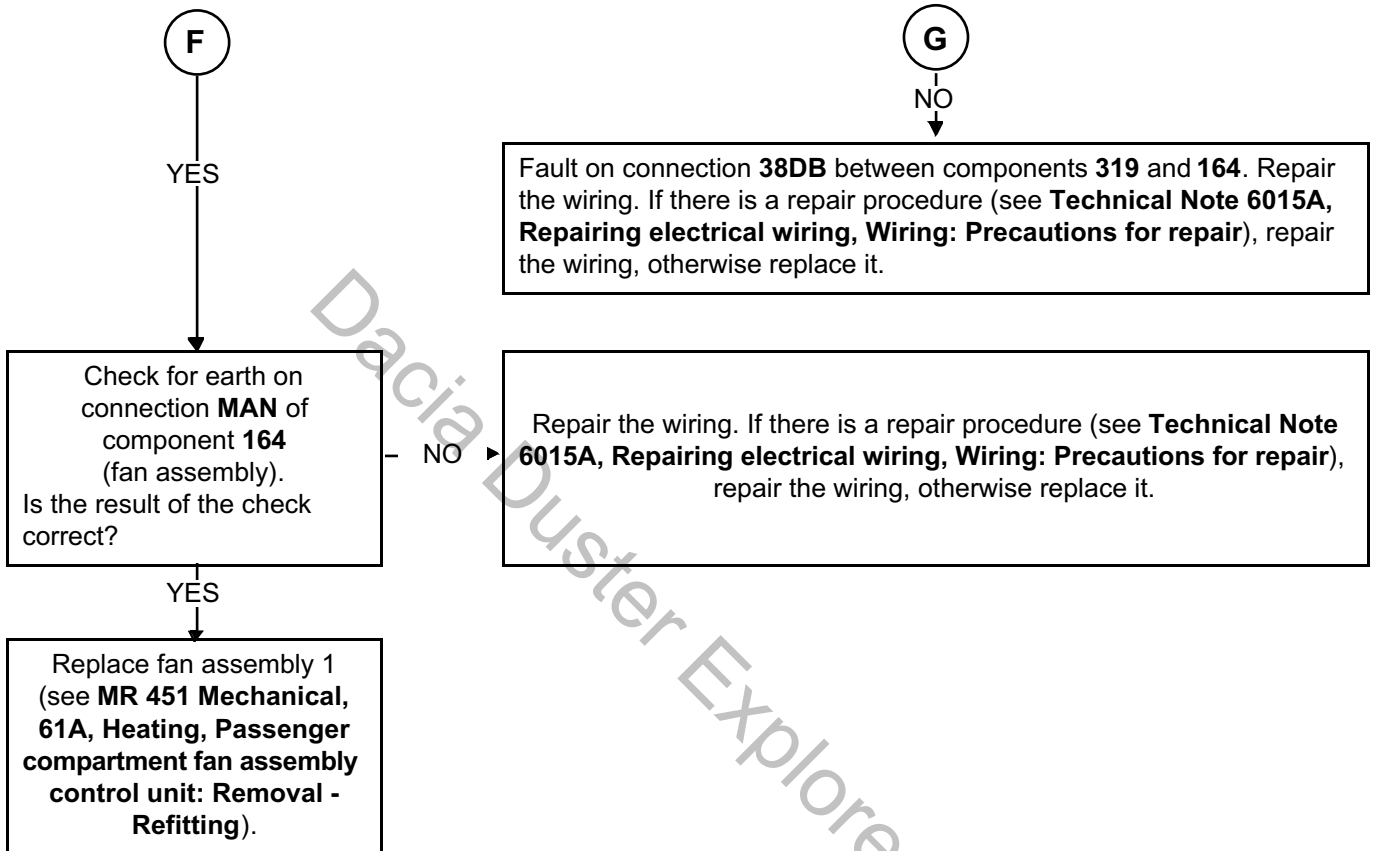 F
G
NO
YES
Fault on connection 38DB between components 319 and 164. Repair
the wiring. If there is a repair procedure (see Technical Note 6015A,
Repairing electrical wiring, Wiring: Precautions for repair), repair
the wiring, otherwise replace it.
Check for earth on
connection MAN of
component 164
(fan assembly).
Is the result of the check
correct?
NO
Repair the wiring. If there is a repair procedure (see Technical Note
6015A, Repairing electrical wiring, Wiring: Precautions for repair),
repair the wiring, otherwise replace it.
YES
Replace fan assembly 1
(see MR 451 Mechanical,
61A, Heating, Passenger
compartment fan assembly
control unit: Removal -
Refitting).
Dacia Duster Explore